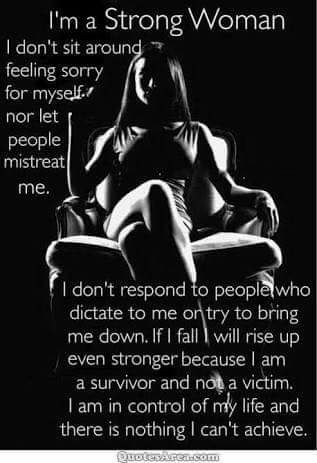 I'm a Strong Woman
I don't sit around
feeling sorry
for myself
nor let
people
mistreat
me.
I don't respond to people who
dictate to me or try to bring
me down. If I fall I will rise up
even stronger because I am
a survivor and not a victim.
I am in control of my life and
there is nothing I can't achieve.
QuotesArea.com